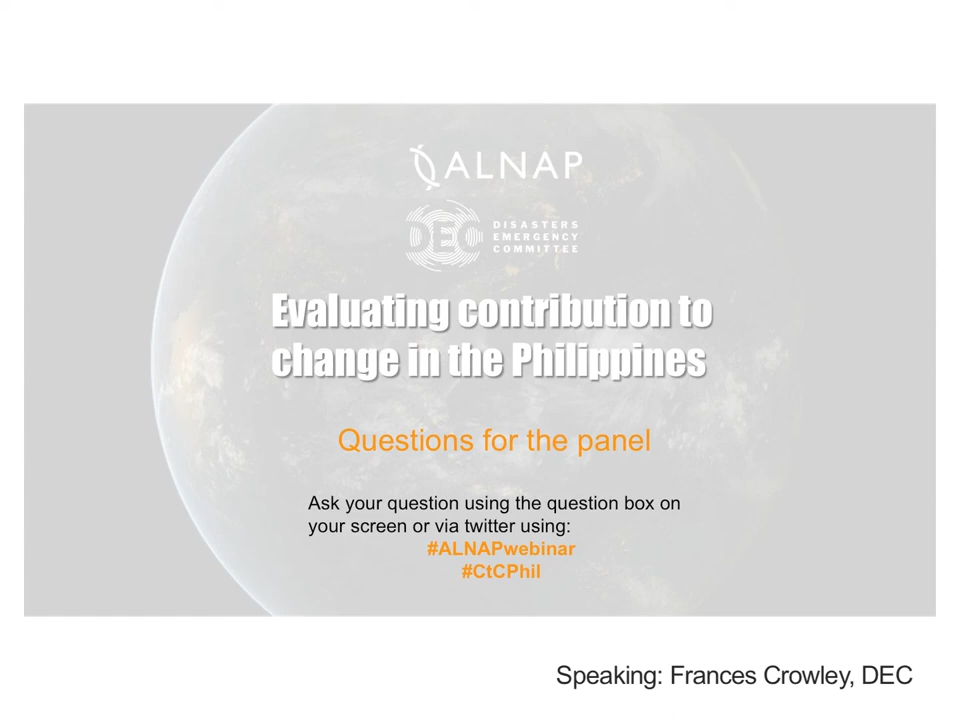 ALNAP
DEC
DISASTERS
EMERGENCY
COMMITTEE
Evaluating contribution to
change in the Philippines
Questions for the panel
Ask your question using the question box on
your screen or via twitter using:
#ALNAPwebinar
#CtCPhil
Speaking: Frances Crowley, DEC